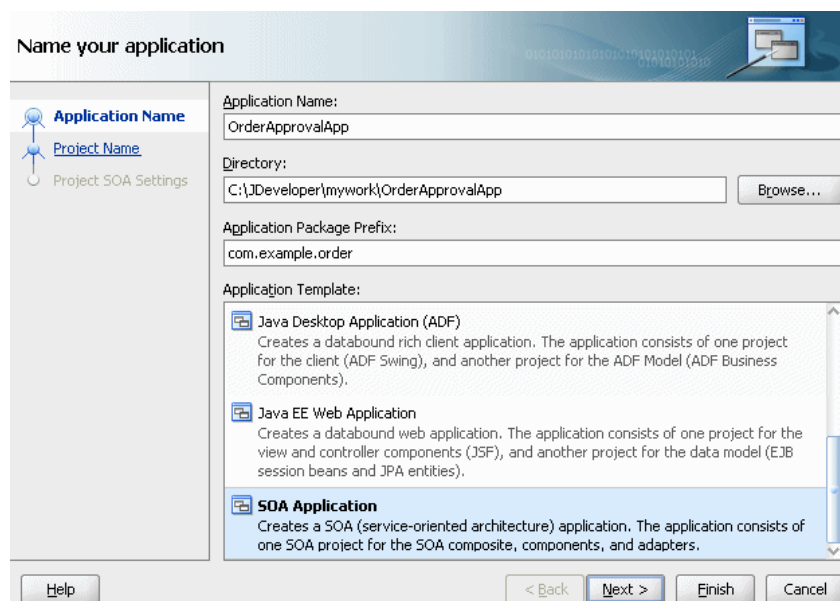 Name your application
0101010101010101010101010101
01010101010
Application Name
Project Name
Project SOA Settings
Application Name:
OrderApprovalApp
Directory:
C:\JDeveloper\mywork\OrderApprovalApp
Browse...
Application Package Prefix:
com.example.order
Application Template:
Java Desktop Application (ADF)
Creates a databound rich client application. The application consists of one project
for the client (ADF Swing), and another project for the ADF Model (ADF Business
Components).
Java EE Web Application
Creates a databound web application. The application consists of one project for the
view and controller components (JSF), and another project for the data model (EJB
session beans and JPA entities).
SOA Application
Creates a SOA (service-oriented architecture) application. The application consists of
one SOA project for the SOA composite, components, and adapters.
Help
< Back
Next >
Finish
Cancel